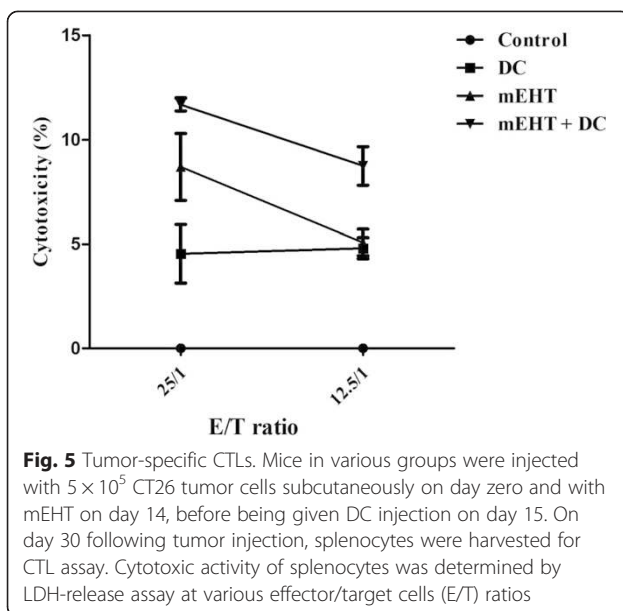 15
10
5
0
Cytotoxicity (%)
25/1
12.5/1
E/T ratio
Control
DC
mEHT
mEHT + DC
Fig. 5 Tumor-specific CTLs. Mice in various groups were injected
with 5 × 10⁵ CT26 tumor cells subcutaneously on day zero and with
mEHT on day 14, before being given DC injection on day 15. On
day 30 following tumor injection, splenocytes were harvested for
CTL assay. Cytotoxic activity of splenocytes was determined by
LDH-release assay at various effector/target cells (E/T) ratios